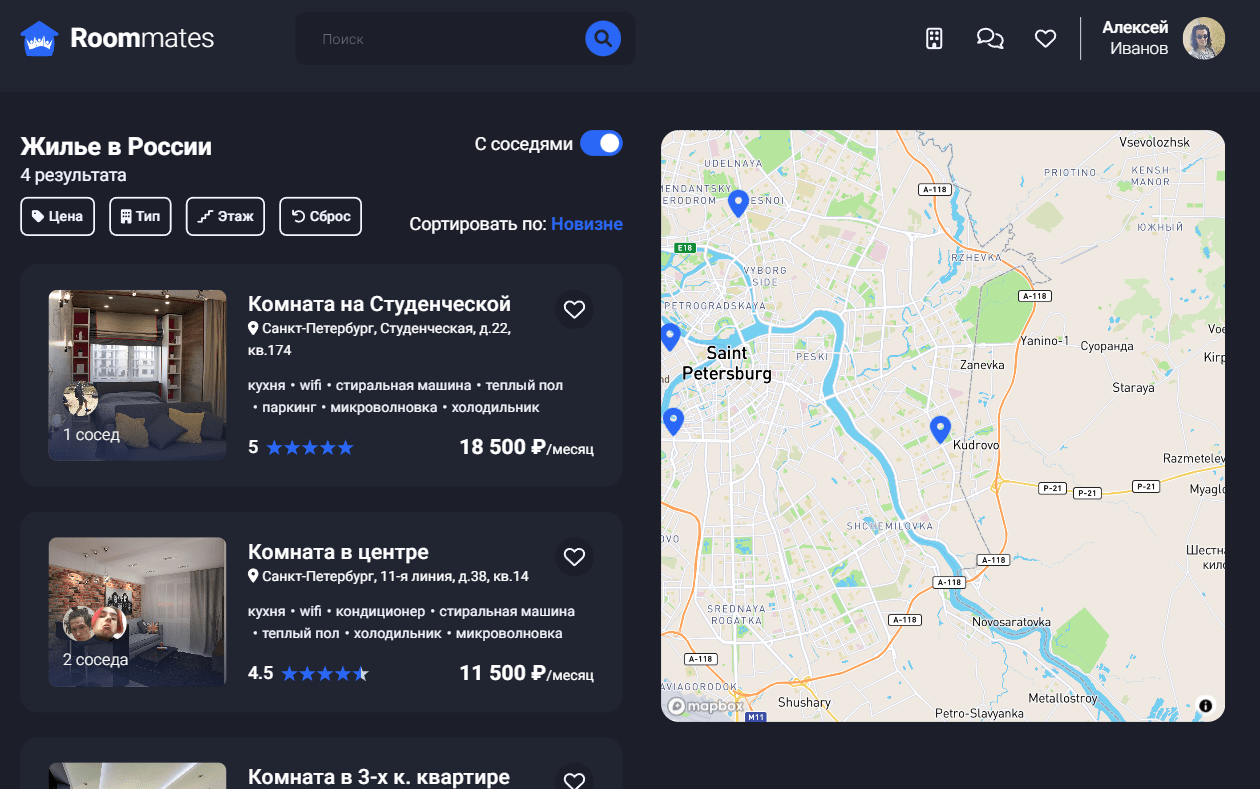 Roommates
Поиск
Алексей
Иванов
Жилье в России
4 результата
С соседями
Цена
Тип
Этаж
Сброс
Сортировать по: Новизне
1 сосед
Комната на Студенческой
Санкт-Петербург, Студенческая, д.22,
кв.174
кухня • wifi • стиральная машина • теплый пол
• паркинг • микроволновка • холодильник
5
18 500 ₽/месяц
2 соседа
Комната в центре
Санкт-Петербург, 11-я линия, д.38, кв.14
кухня • wifi • кондиционер • стиральная машина
• теплый пол • холодильник • микроволновка
4.5
11 500 ₽/месяц
Комната в 3-х к. квартире
Vsevolozhsk
UDELNAYA
PRIOTINO
KENSH
MANOR
MENDANTSKY
ERODROM
ESNOI
A-118
ЮЖНЫЙ
E18
RZHEVKA
VYBORG
SIDE
A-118
PETROGRADSKAYA
Yanino-1
Суоранда
Saint
Petersburg
PESKI
Zanevka
Staraya
Kudrovo
Razmetelev
P-21
P-21
P-21
SHCHEMILOVKA
A-118
A-118
SREDNAYA
ROGATKA
A-118
Novosaratovka
A-118
AVIAGORODOK
Metallostroy
Shushary
Petro-Slavyanka
M11
mapbox